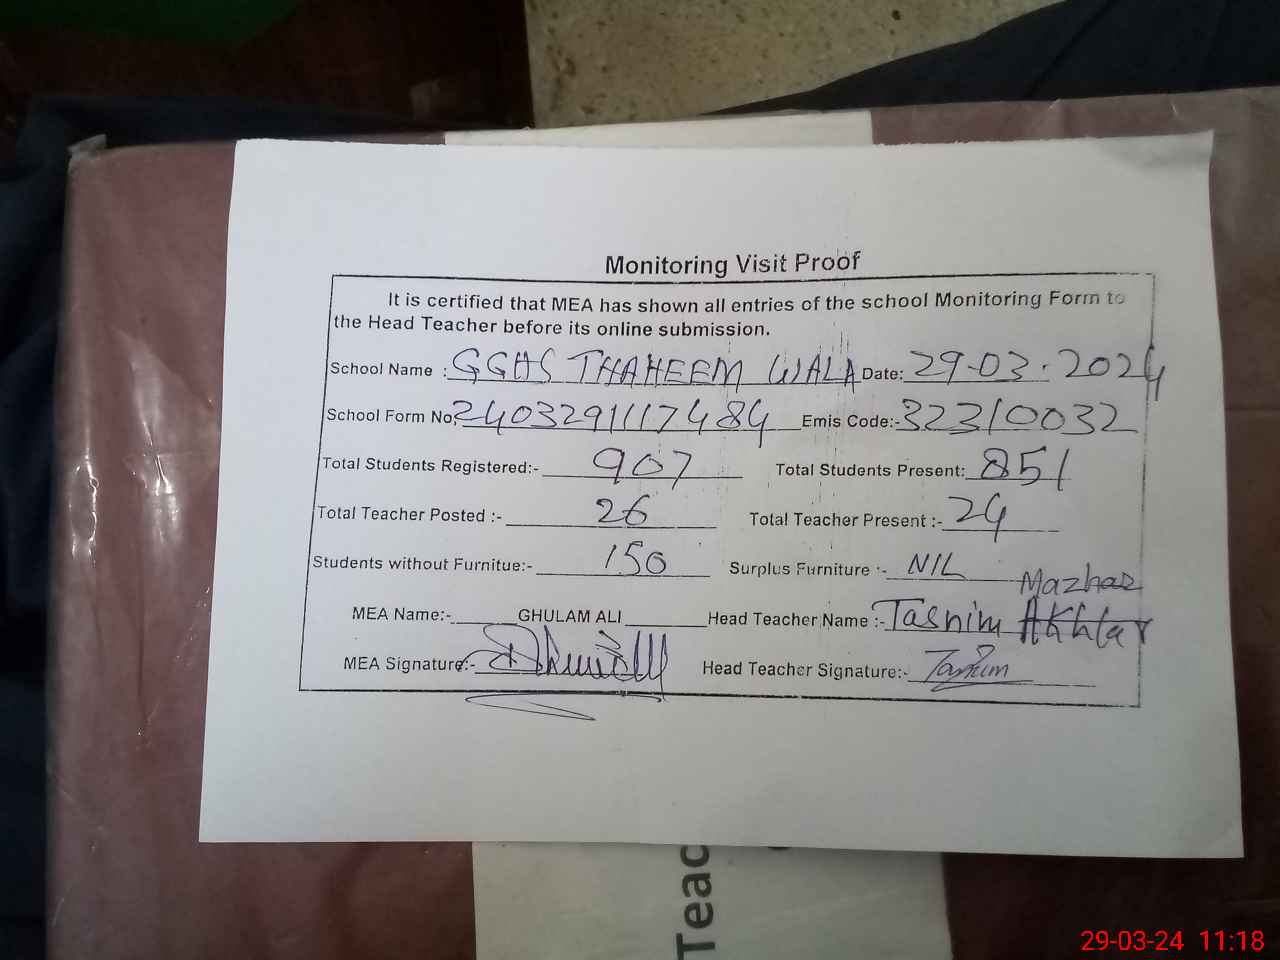 Monitoring Visit Proof
It is certified that MEA has shown all entries of the school Monitoring Form to
the Head Teacher before its online submission.
School Name :- GGHS THAHEEM WALA Date:- 29-03-2024
School Form No:- 2403291117484 Emis Code:- 32310032
Total Students Registered:- 907 Total Students Present:- 851
Total Teacher Posted :- 26 Total Teacher Present :- 24
Students without Furnitue:- 150 Surplus Furniture :- NIL
Mazhar
MEA Name:- GHULAM ALI Head Teacher Name :- Tasnim Akhtar
MEA Signature:- Head Teacher Signature:- Tasnim
Teac
29-03-24 11:18